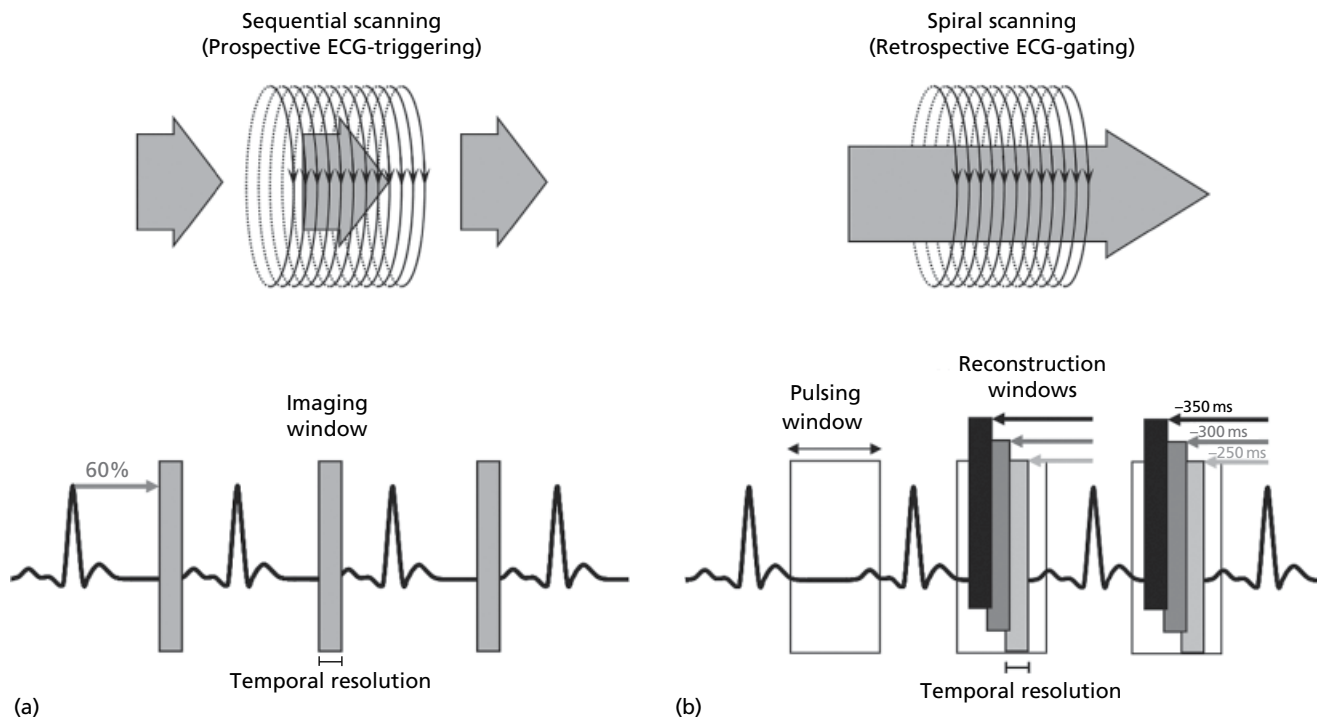 Sequential scanning
(Prospective ECG-triggering)
Spiral scanning
(Retrospective ECG-gating)
Imaging
window
60%
Temporal resolution
(a)
Pulsing
window
Reconstruction
windows
–350 ms
–300 ms
–250 ms
Temporal resolution
(b)